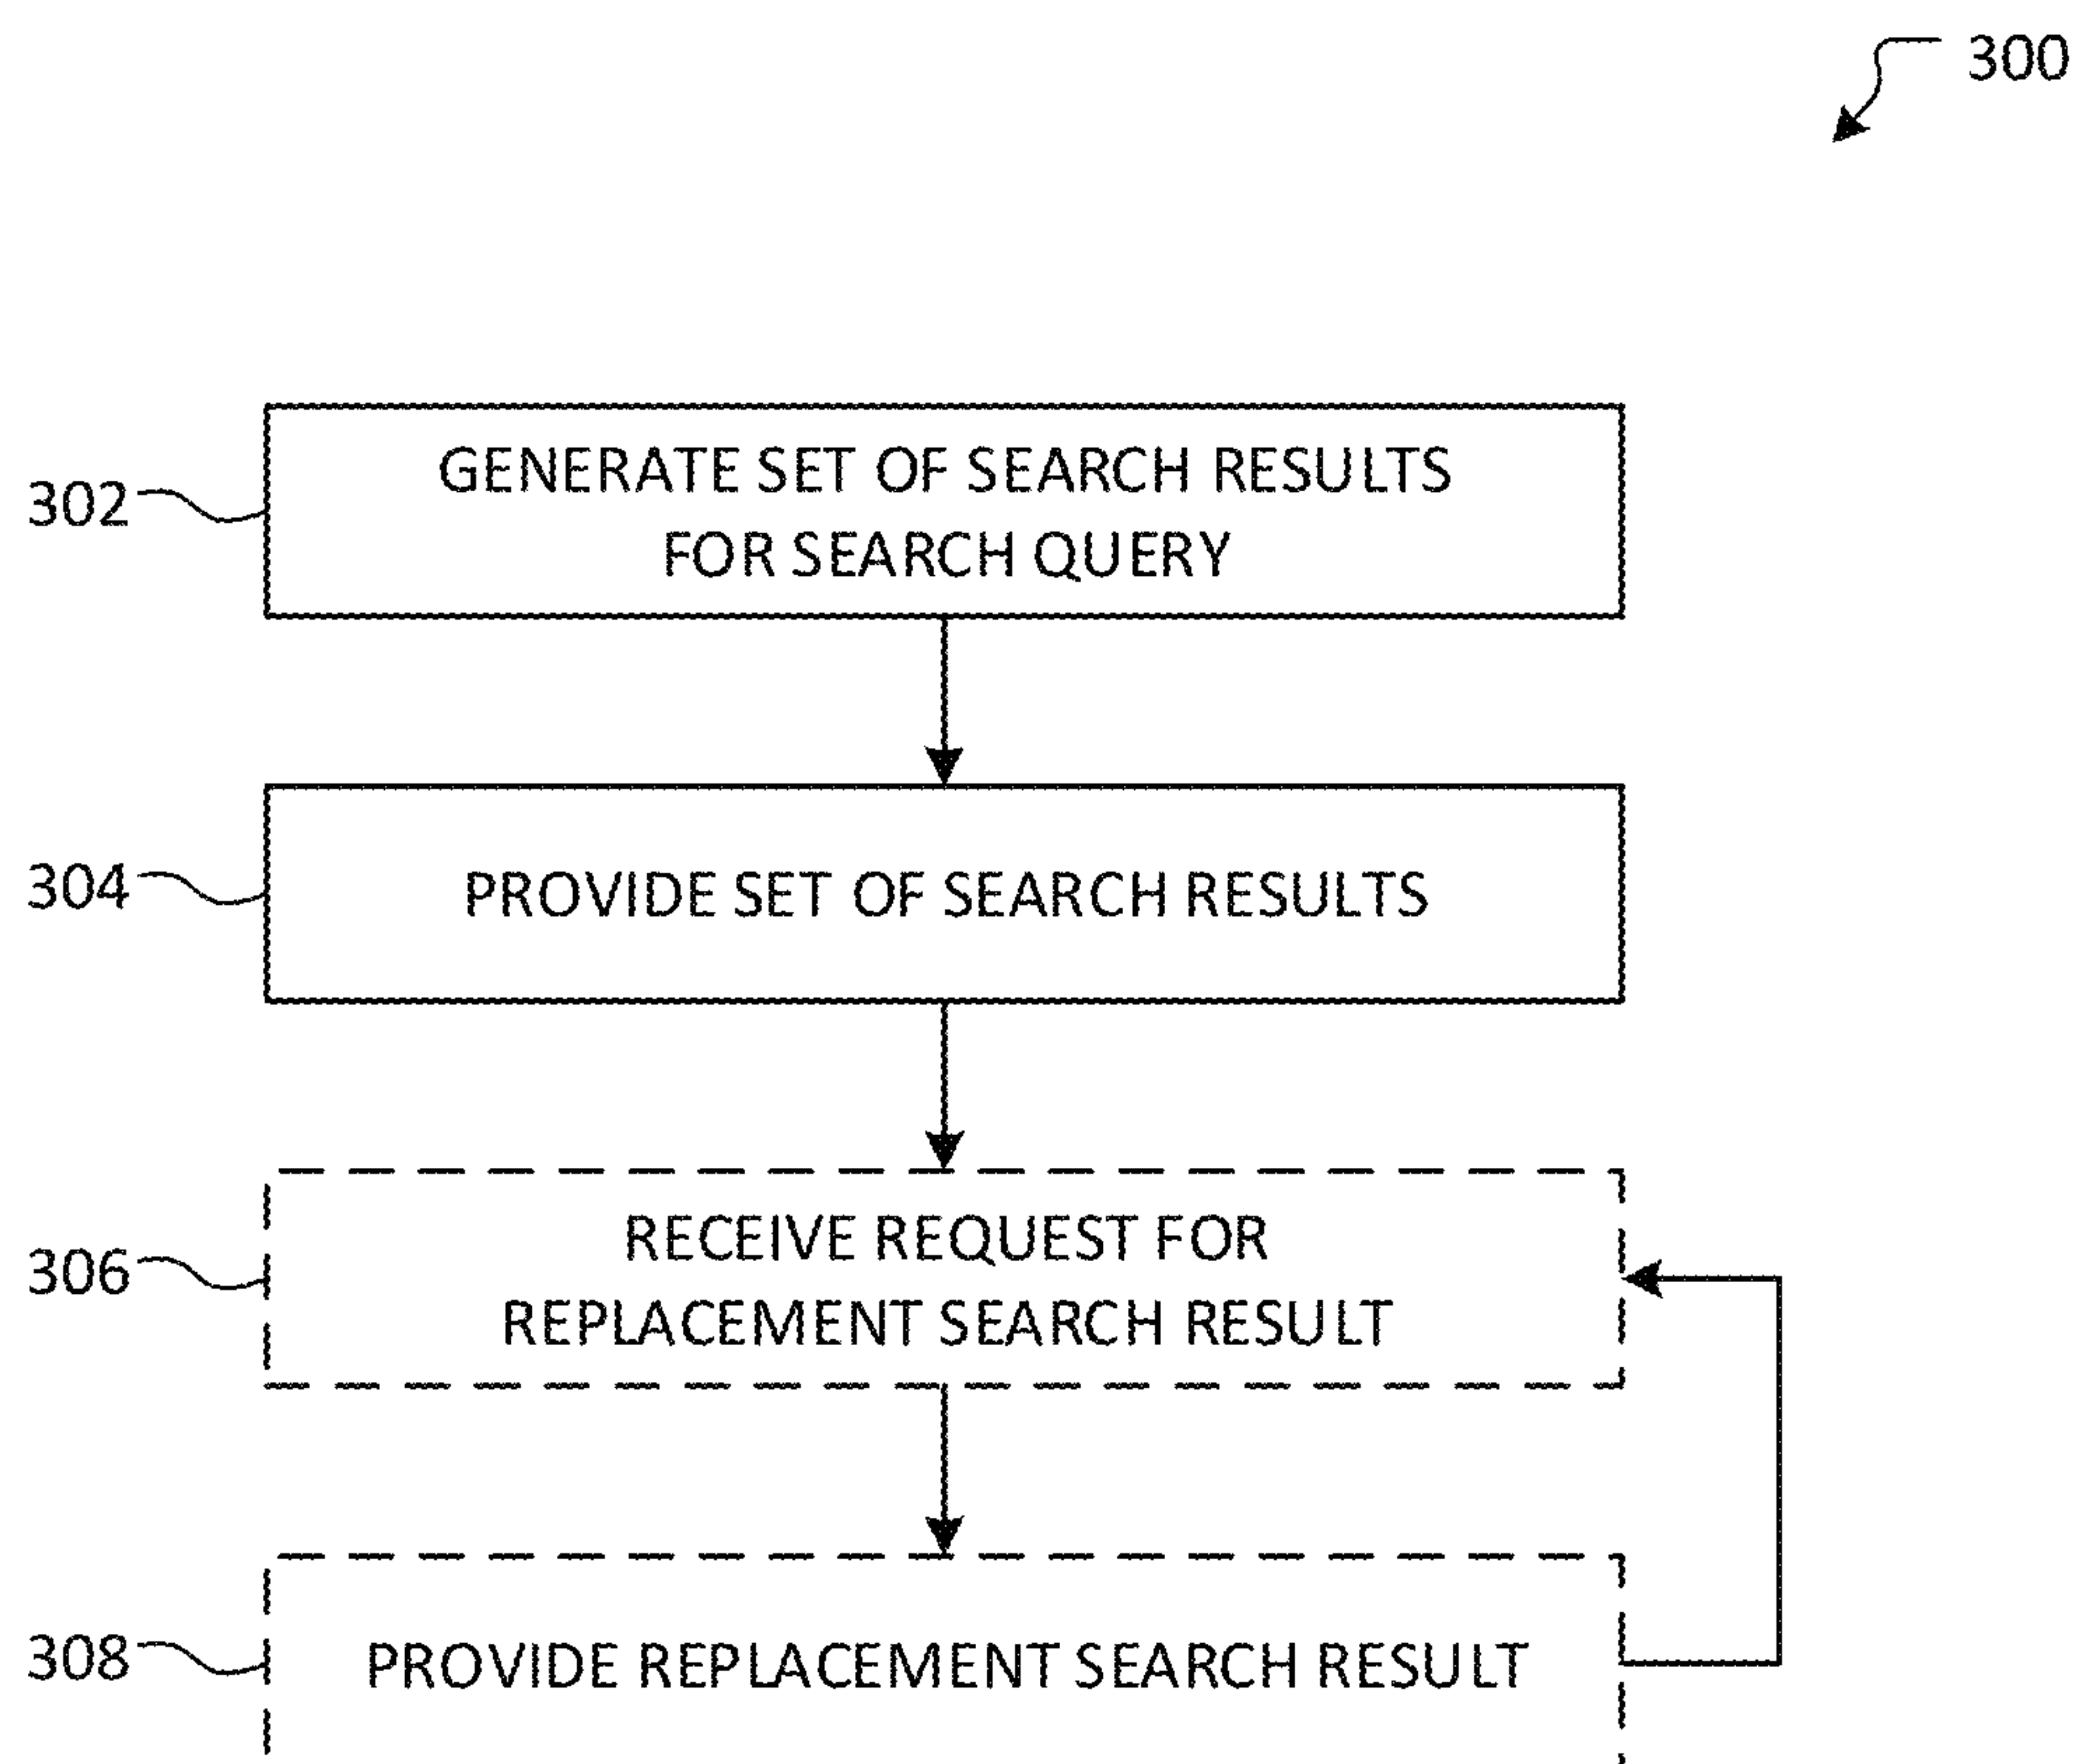 300
302
GENERATE SET OF SEARCH RESULTS
FOR SEARCH QUERY
304
PROVIDE SET OF SEARCH RESULTS
306
RECEIVE REQUEST FOR
REPLACEMENT SEARCH RESULT
308
PROVIDE REPLACEMENT SEARCH RESULT